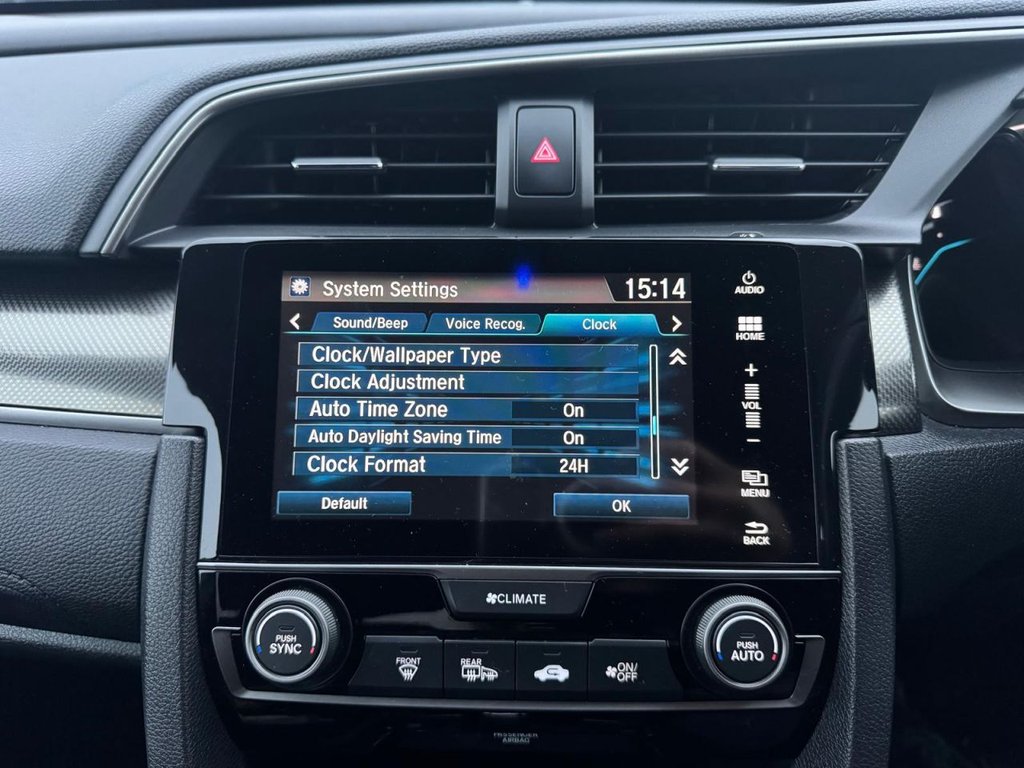 System Settings 15:14
Sound/Beep Voice Recog. Clock
Clock/Wallpaper Type
Clock Adjustment
Auto Time Zone On
Auto Daylight Saving Time On
Clock Format 24H
Default OK
AUDIO
HOME
+
VOL
−
MENU
BACK
CLIMATE
PUSH
SYNC
FRONT
REAR
ON/
OFF
PUSH
AUTO
PASSENGER
AIRBAG